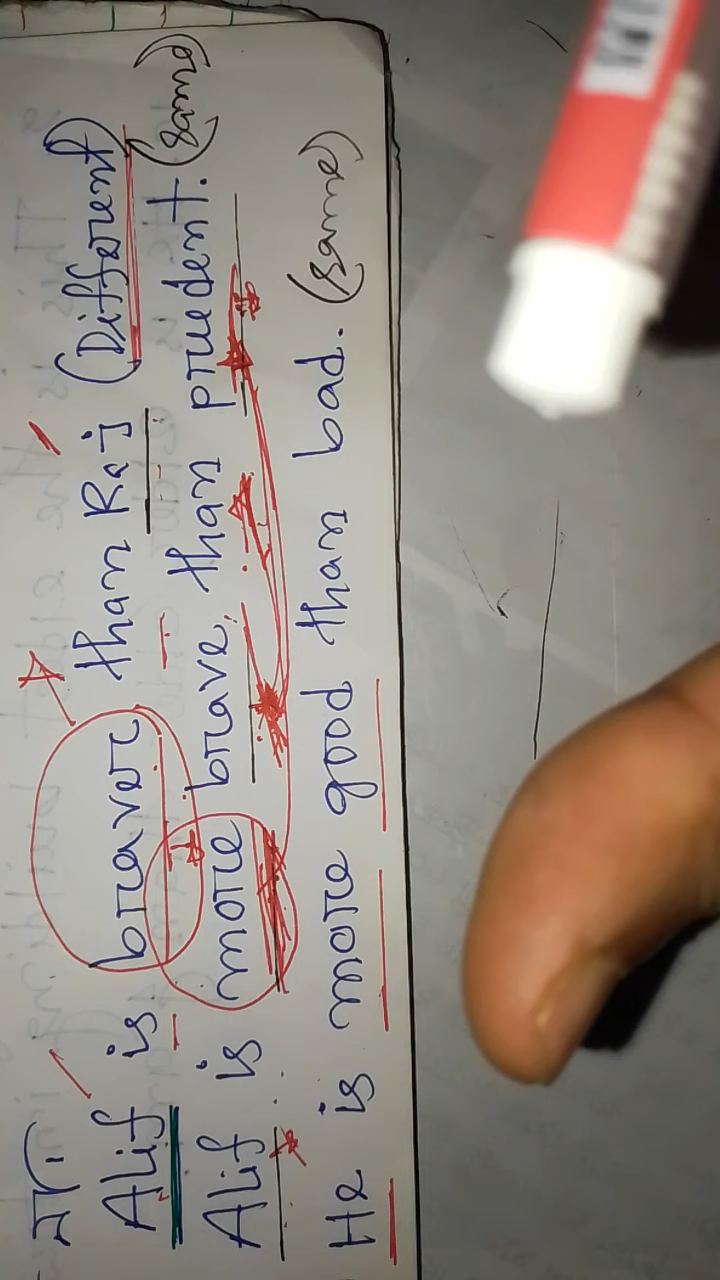 না
Alif is braver than Raj (Different)
Alif is more brave than pruedent. (same)
He is more good than bad. (same)